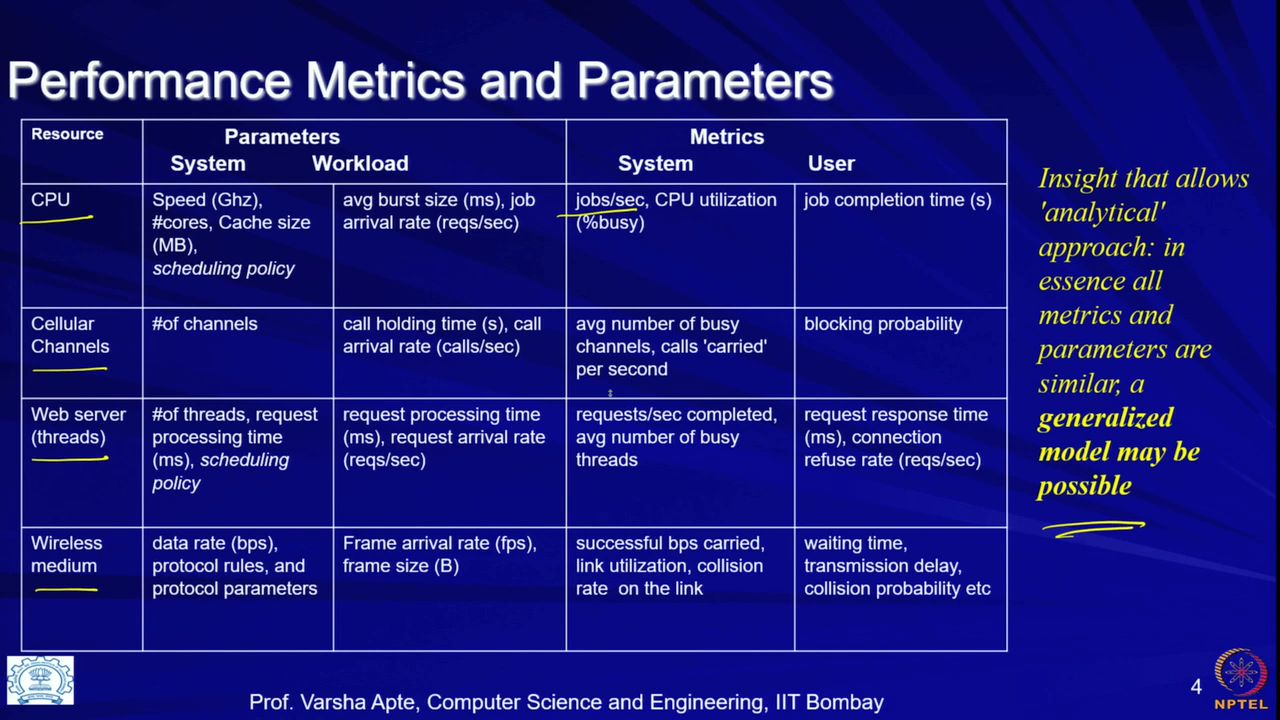 Performance Metrics and Parameters
Resource
Parameters
System Workload
Metrics
System User
CPU
Speed (Ghz),
#cores, Cache size
(MB),
scheduling policy
avg burst size (ms), job
arrival rate (reqs/sec)
jobs/sec, CPU utilization
(%busy)
job completion time (s)
Cellular
Channels
#of channels
call holding time (s), call
arrival rate (calls/sec)
avg number of busy
channels, calls 'carried'
per second
blocking probability
Web server
(threads)
#of threads, request
processing time
(ms), scheduling
policy
request processing time
(ms), request arrival rate
(reqs/sec)
requests/sec completed,
avg number of busy
threads
request response time
(ms), connection
refuse rate (reqs/sec)
Wireless
medium
data rate (bps),
protocol rules, and
protocol parameters
Frame arrival rate (fps),
frame size (B)
successful bps carried,
link utilization, collision
rate on the link
waiting time,
transmission delay,
collision probability etc
Insight that allows
'analytical'
approach: in
essence all
metrics and
parameters are
similar, a
generalized
model may be
possible
Prof. Varsha Apte, Computer Science and Engineering, IIT Bombay
4
NPTEL